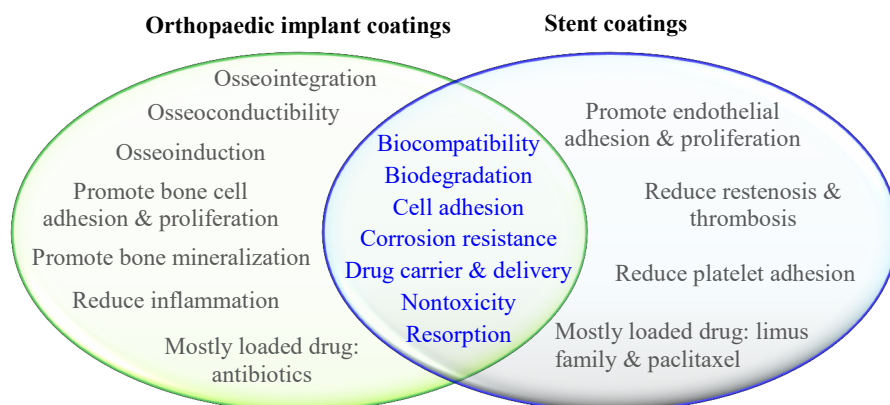 Orthopaedic implant coatings
Stent coatings
Osseointegration
Osseoconductibility
Osseoinduction
Promote bone cell
adhesion & proliferation
Promote bone mineralization
Reduce inflammation
Mostly loaded drug:
antibiotics
Biocompatibility
Biodegradation
Cell adhesion
Corrosion resistance
Drug carrier & delivery
Nontoxicity
Resorption
Promote endothelial
adhesion & proliferation
Reduce restenosis &
thrombosis
Reduce platelet adhesion
Mostly loaded drug: limus
family & paclitaxel